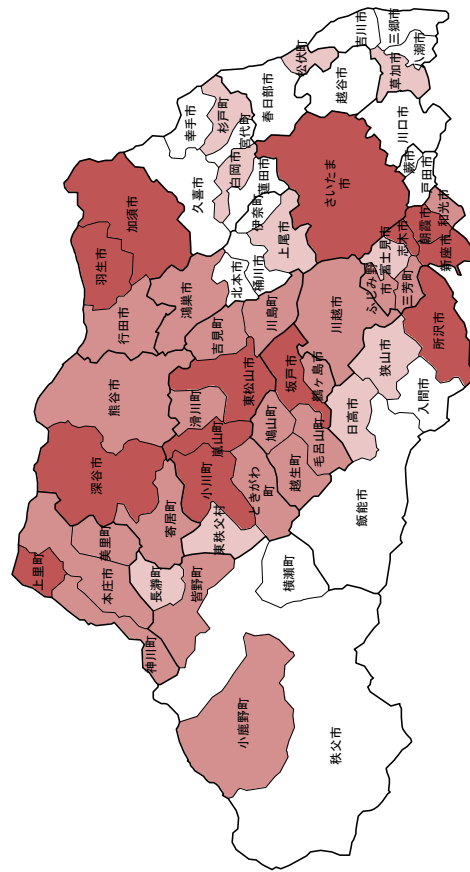 吉川市
三郷市
八潮市
松伏町
草加市
越谷市
春日部市
杉戸町
幸手市
宮代町
川口市
蕨市
戸田市
白岡市
蓮田市
久喜市
さいたま
市
加須市
伊奈町
上尾市
和光市
朝霞市
新座市
志木市
富士見市
羽生市
北本市
桶川市
ふじみ野
市
三芳町
鴻巣市
川島町
川越市
行田市
吉見町
所沢市
狭山市
鶴ヶ島市
坂戸市
東松山市
入間市
熊谷市
滑川町
日高市
鳩山町
毛呂山町
嵐山町
越生町
深谷市
小川町
ときがわ
町
飯能市
寄居町
東秩父村
美里町
上里町
横瀬町
本庄市
長瀞町
皆野町
神川町
小鹿野町
秩父市